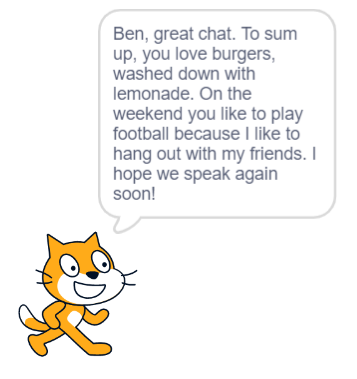 Ben, great chat. To sum
up, you love burgers,
washed down with
lemonade. On the
weekend you like to play
football because I like to
hang out with my friends. I
hope we speak again
soon!